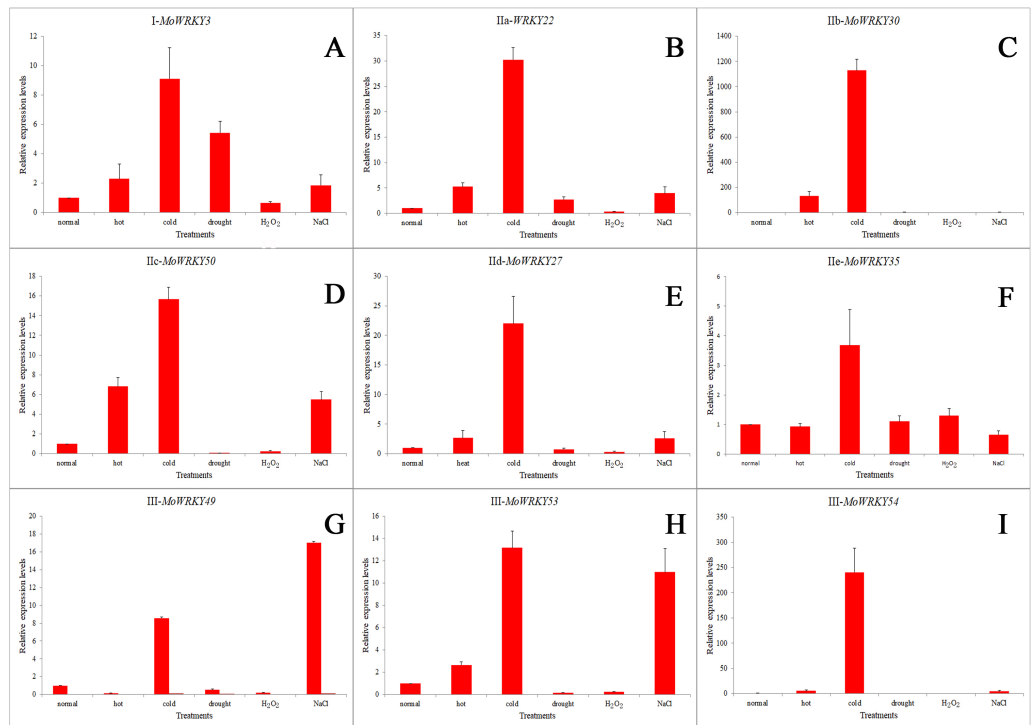 I-MoWRKY3
A
Relative expression levels
12
10
8
6
4
2
0
normal hot cold drought H₂O₂ NaCl
Treatments
IIa-WRKY22
B
Relative expression levels
35
30
25
20
15
10
5
0
normal hot cold drought H₂O₂ NaCl
Treatments
IIb-MoWRKY30
C
Relative expression levels
1400
1200
1000
800
600
400
200
0
normal hot cold drought H₂O₂ NaCl
Treatments
IIc-MoWRKY50
D
Relative expression levels
18
16
14
12
10
8
6
4
2
0
normal hot cold drought H₂O₂ NaCl
Treatments
IId-MoWRKY27
E
Relative expression levels
30
25
20
15
10
5
0
normal heat cold drought H₂O₂ NaCl
Treatments
IIe-MoWRKY35
F
Relative expression levels
6
5
4
3
2
1
0
normal hot cold drought H₂O₂ NaCl
Treatments
III-MoWRKY49
G
Relative expression levels
20
18
16
14
12
10
8
6
4
2
0
normal hot cold drought H₂O₂ NaCl
Treatments
III-MoWRKY53
H
Relative expression levels
16
14
12
10
8
6
4
2
0
normal hot cold drought H₂O₂ NaCl
Treatments
III-MoWRKY54
I
Relative expression levels
350
300
250
200
150
100
50
0
normal hot cold drought H₂O₂ NaCl
Treatments